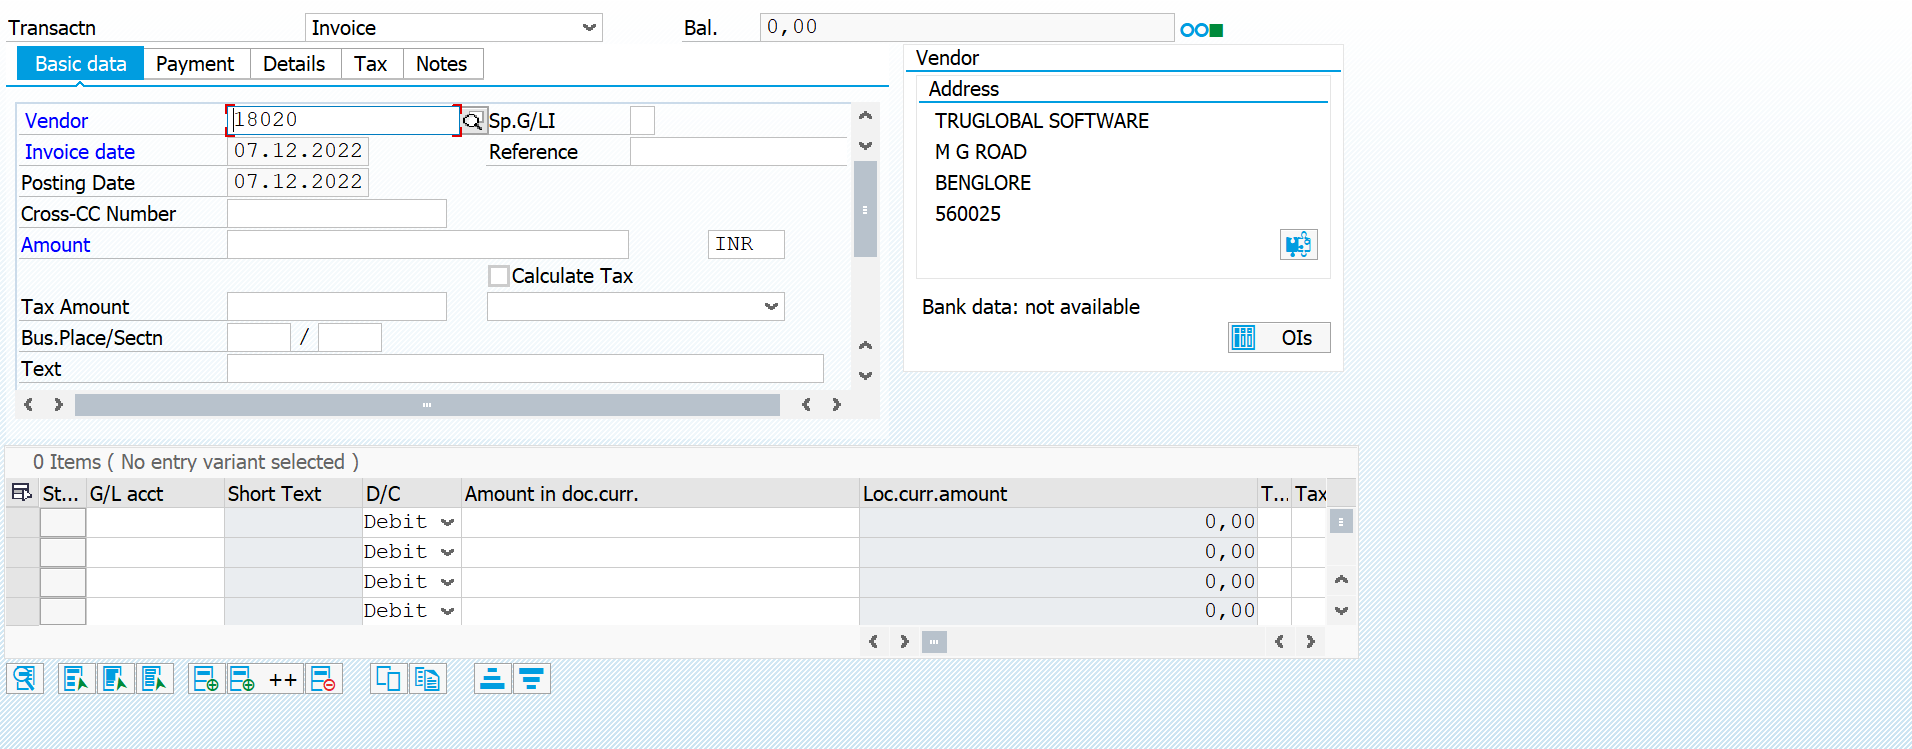 Transactn Invoice Bal. 0,00
Basic data Payment Details Tax Notes
Vendor 18020 Sp.G/LI
Invoice date 07.12.2022 Reference
Posting Date 07.12.2022
Cross-CC Number
Amount INR
Calculate Tax
Tax Amount
Bus.Place/Sectn /
Text
Vendor
Address
TRUGLOBAL SOFTWARE
M G ROAD
BENGLORE
560025
Bank data: not available
OIs
0 Items ( No entry variant selected )
St... G/L acct Short Text D/C Amount in doc.curr. Loc.curr.amount T... Tax
Debit 0,00
Debit 0,00
Debit 0,00
Debit 0,00
++